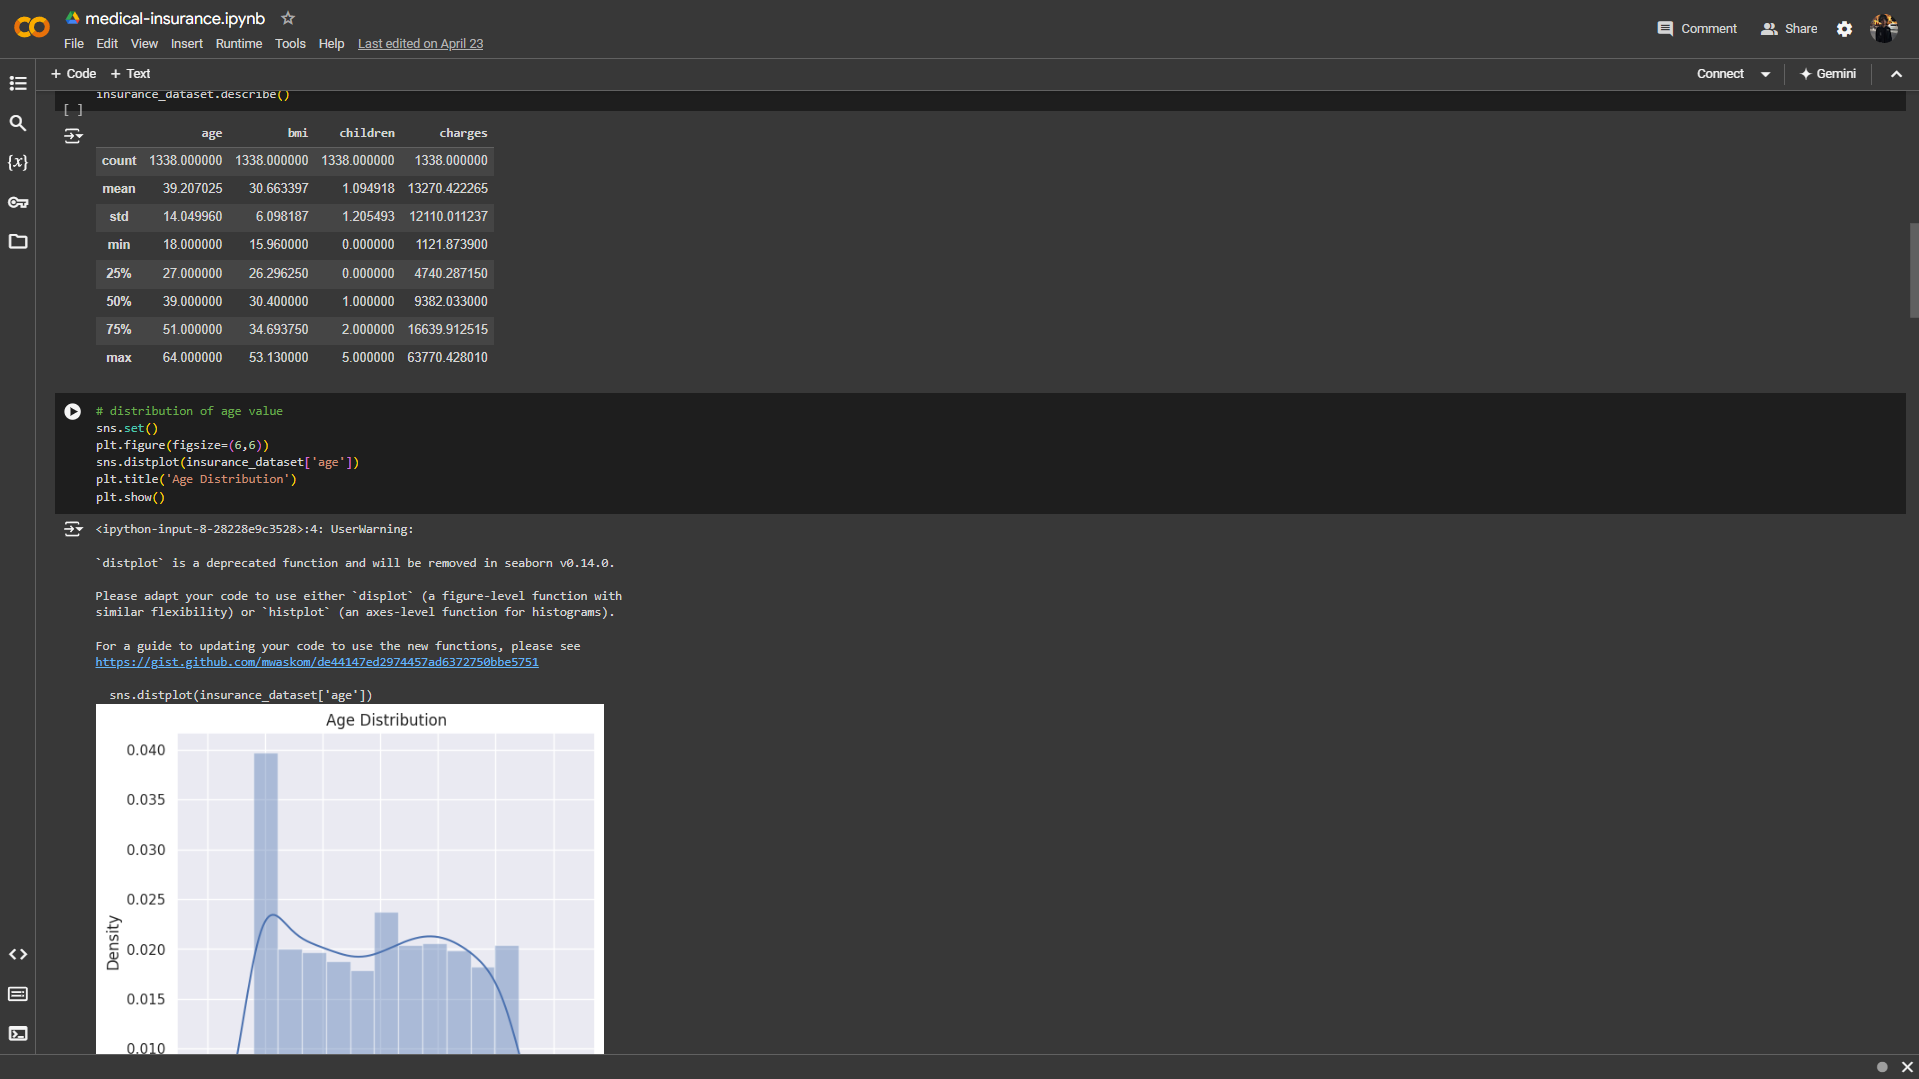 medical-insurance.ipynb
File Edit View Insert Runtime Tools Help Last edited on April 23
Comment Share
+ Code + Text
Connect Gemini
insurance_dataset.describe()
[ ]
age bmi children charges
count 1338.000000 1338.000000 1338.000000 1338.000000
mean 39.207025 30.663397 1.094918 13270.422265
std 14.049960 6.098187 1.205493 12110.011237
min 18.000000 15.960000 0.000000 1121.873900
25% 27.000000 26.296250 0.000000 4740.287150
50% 39.000000 30.400000 1.000000 9382.033000
75% 51.000000 34.693750 2.000000 16639.912515
max 64.000000 53.130000 5.000000 63770.428010
# distribution of age value
sns.set()
plt.figure(figsize=(6,6))
sns.distplot(insurance_dataset['age'])
plt.title('Age Distribution')
plt.show()
<ipython-input-8-28228e9c3528>:4: UserWarning:
`distplot` is a deprecated function and will be removed in seaborn v0.14.0.
Please adapt your code to use either `displot` (a figure-level function with
similar flexibility) or `histplot` (an axes-level function for histograms).
For a guide to updating your code to use the new functions, please see
https://gist.github.com/mwaskom/de44147ed2974457ad6372750bbe5751
sns.distplot(insurance_dataset['age'])
Age Distribution
0.040
0.035
0.030
0.025
0.020
0.015
0.010
Density